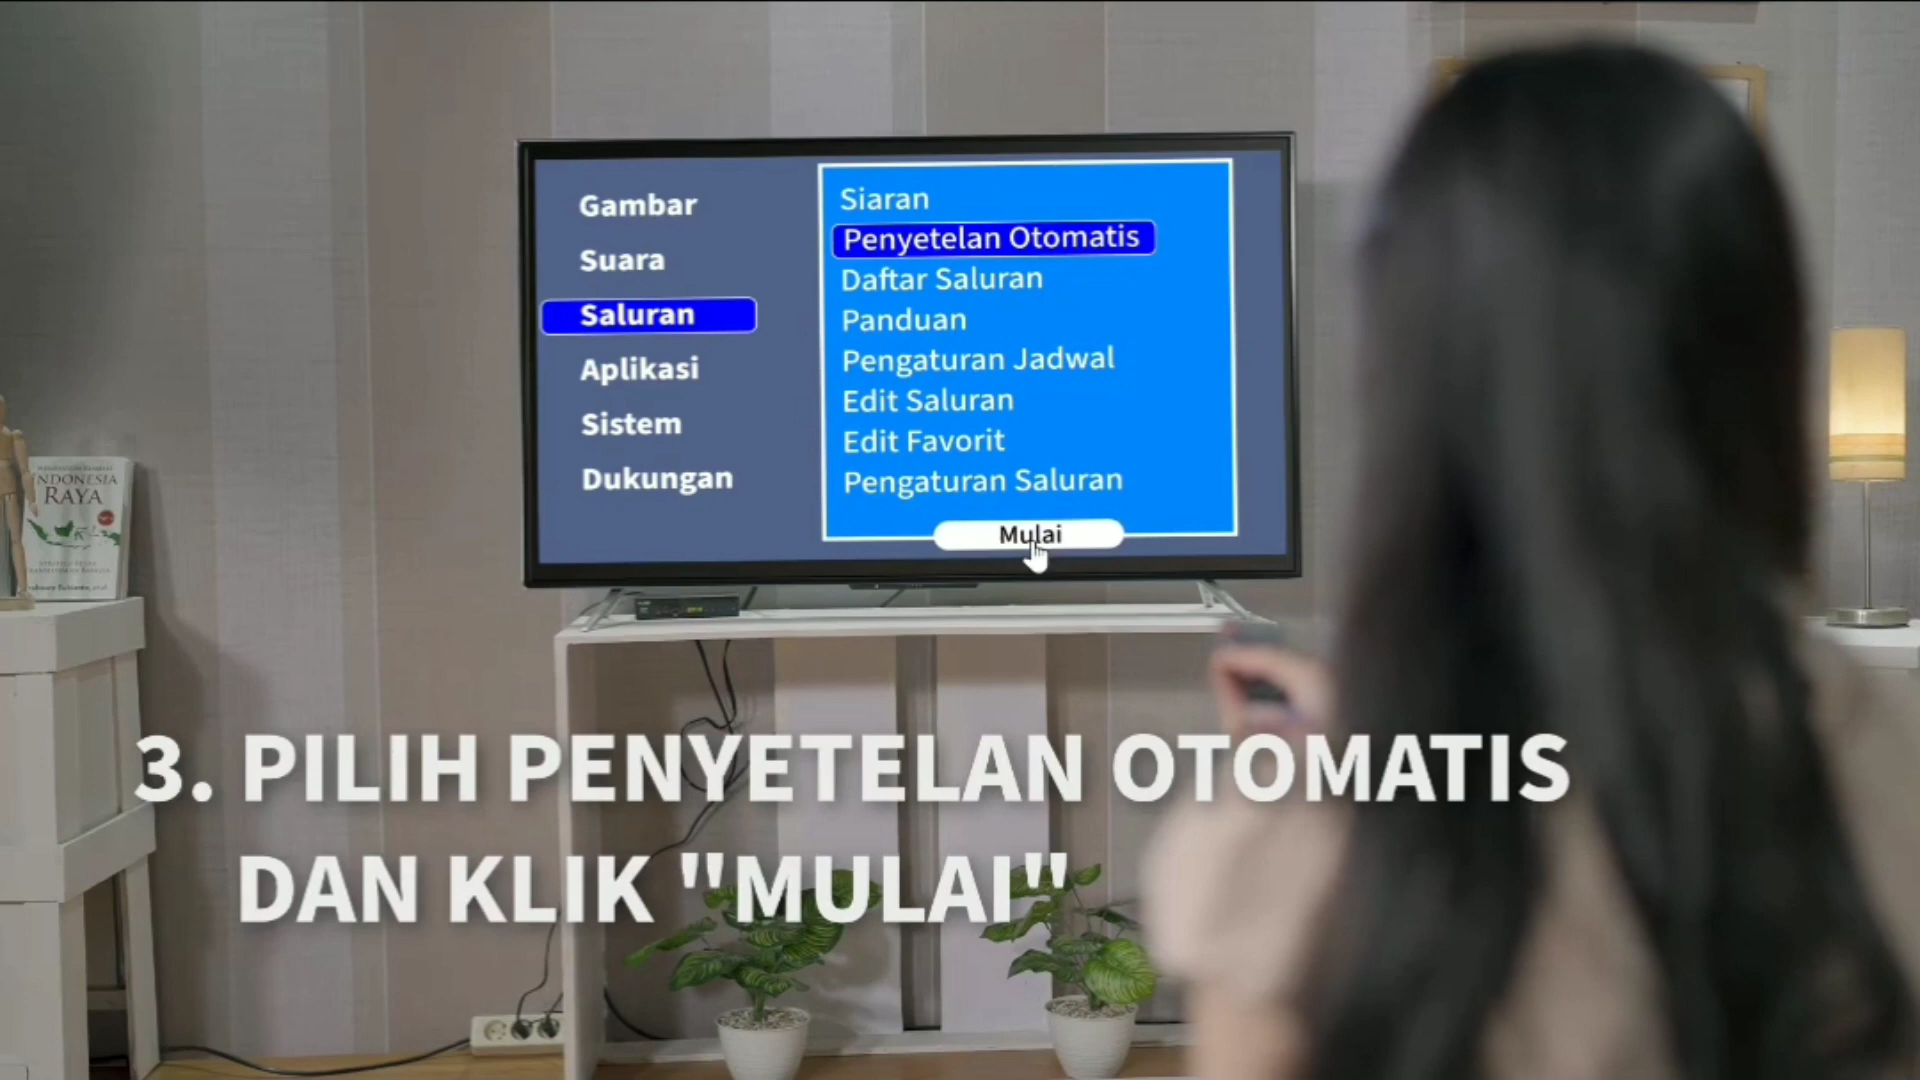 Gambar
Suara
Saluran
Aplikasi
Sistem
Dukungan
Siaran
Penyetelan Otomatis
Daftar Saluran
Panduan
Pengaturan Jadwal
Edit Saluran
Edit Favorit
Pengaturan Saluran
Mulai
INDONESIA
RAYA
3. PILIH PENYETELAN OTOMATIS
DAN KLIK "MULAI"